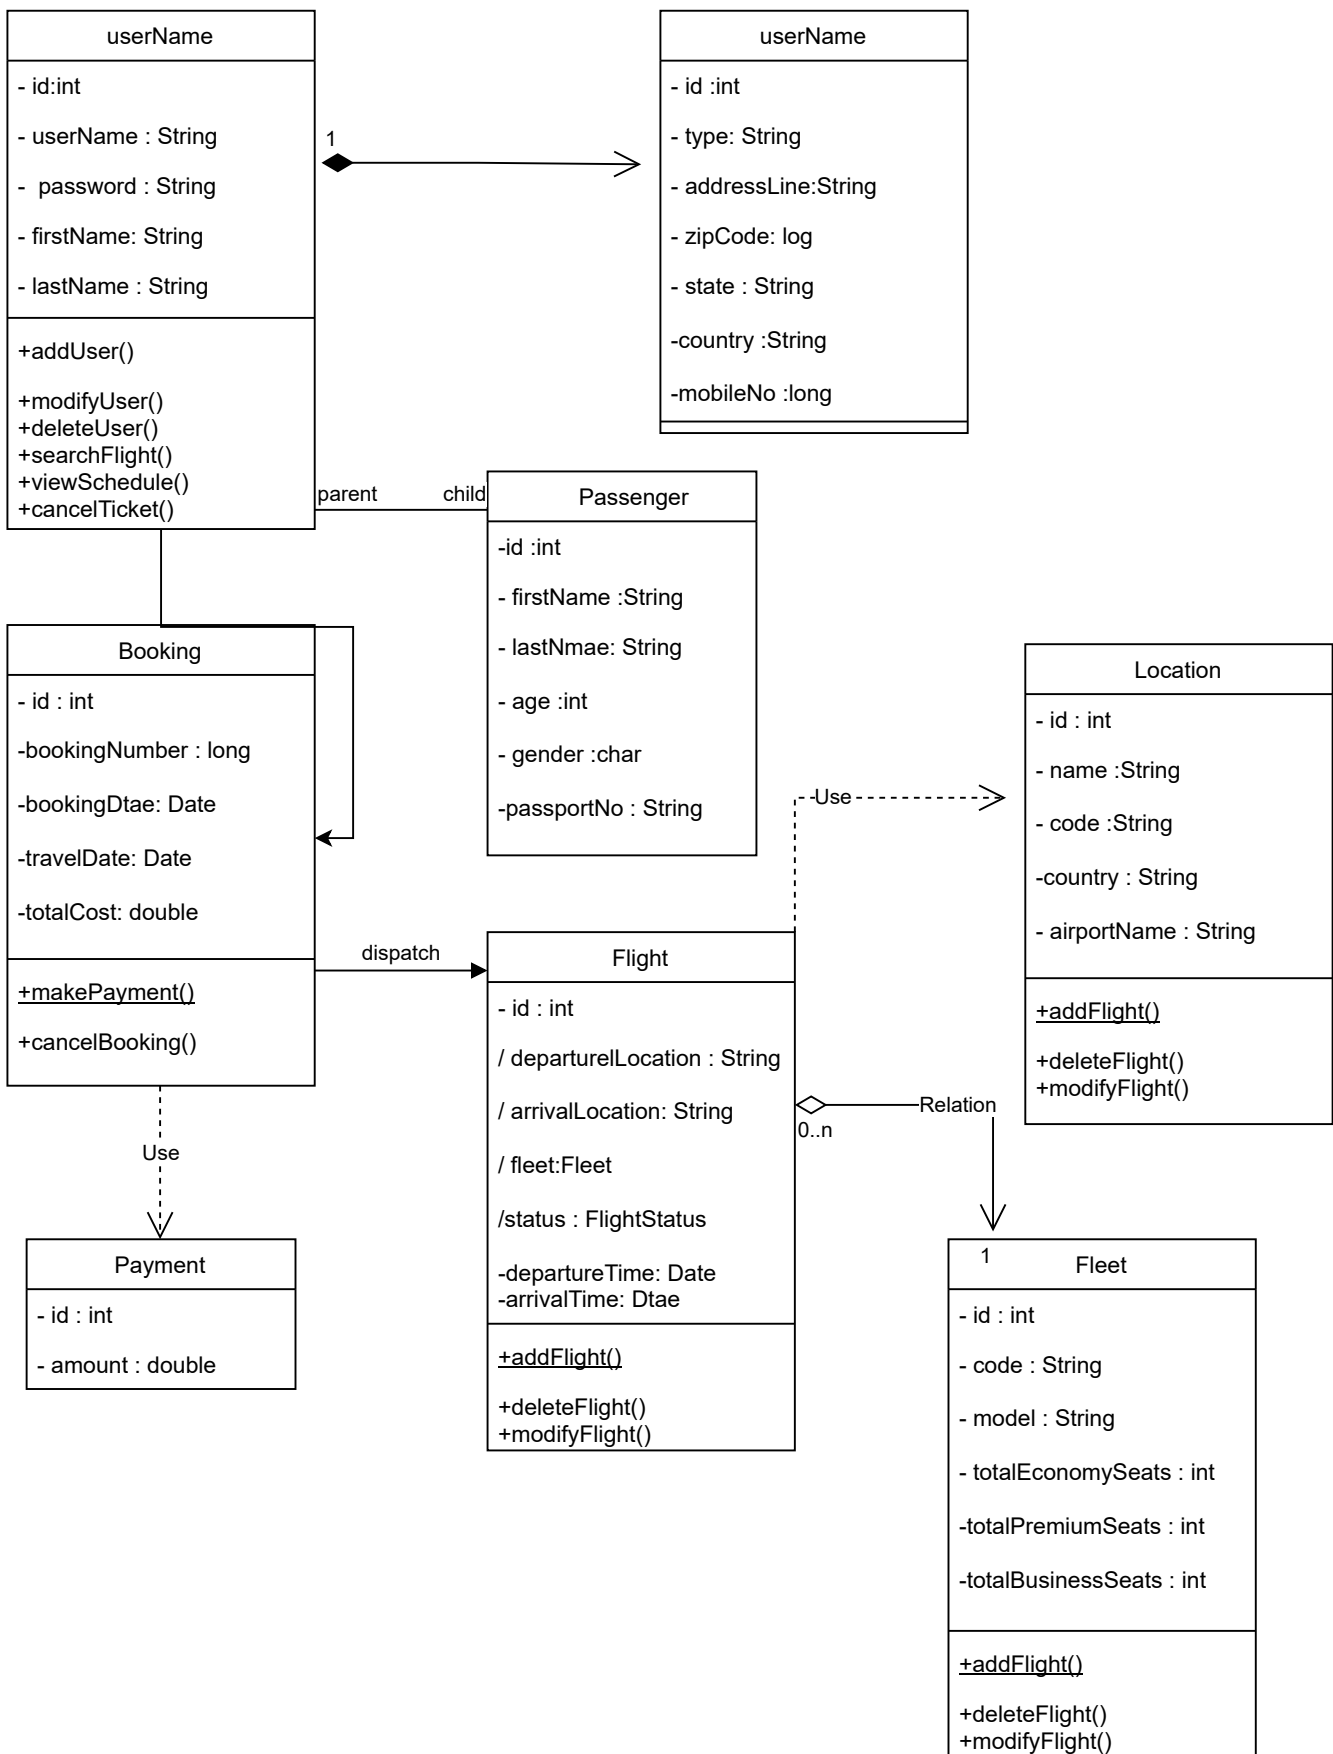 userName
- id:int
- userName : String
-  password : String
- firstName: String
- lastName : String
+addUser()
+modifyUser()
+deleteUser()
+searchFlight()
+viewSchedule()
+cancelTicket()
1
userName
- id :int
- type: String
- addressLine:String
- zipCode: log
- state : String
-country :String
-mobileNo :long
parent
child
Passenger
-id :int
- firstName :String
- lastNmae: String
- age :int
- gender :char
-passportNo : String
Booking
- id : int
-bookingNumber : long
-bookingDtae: Date
-travelDate: Date
-totalCost: double
+makePayment()
+cancelBooking()
dispatch
Use
Payment
- id : int
- amount : double
Flight
- id : int
/ departurelLocation : String
/ arrivalLocation: String
/ fleet:Fleet
/status : FlightStatus
-departureTime: Date
-arrivalTime: Dtae
+addFlight()
+deleteFlight()
+modifyFlight()
Use
Location
- id : int
- name :String
- code :String
-country : String
- airportName : String
+addFlight()
+deleteFlight()
+modifyFlight()
Relation
0..n
1
Fleet
- id : int
- code : String
- model : String
- totalEconomySeats : int
-totalPremiumSeats : int
-totalBusinessSeats : int
+addFlight()
+deleteFlight()
+modifyFlight()